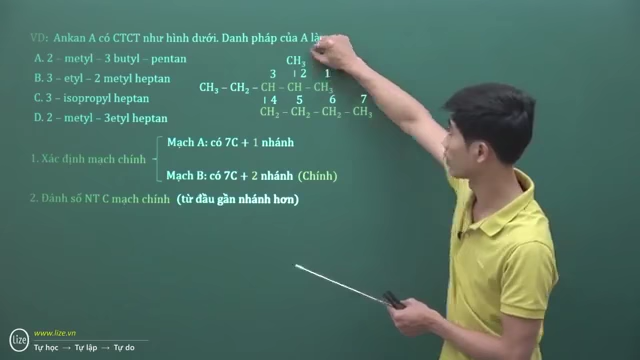 VD: Ankan A có CTCT như hình dưới. Danh pháp của A là
A. 2 – metyl – 3 butyl – pentan
B. 3 – etyl – 2 metyl heptan
C. 3 – isopropyl heptan
D. 2 – metyl – 3etyl heptan
CH3
3 2 1
CH3 – CH2 – CH – CH – CH3
4 5 6 7
CH2 – CH2 – CH2 – CH3
1. Xác định mạch chính
Mạch A: có 7C + 1 nhánh
Mạch B: có 7C + 2 nhánh (Chính)
2. Đánh số NT C mạch chính (từ đầu gần nhánh hơn)
lize
www.lize.vn
Tự học → Tự lập → Tự do